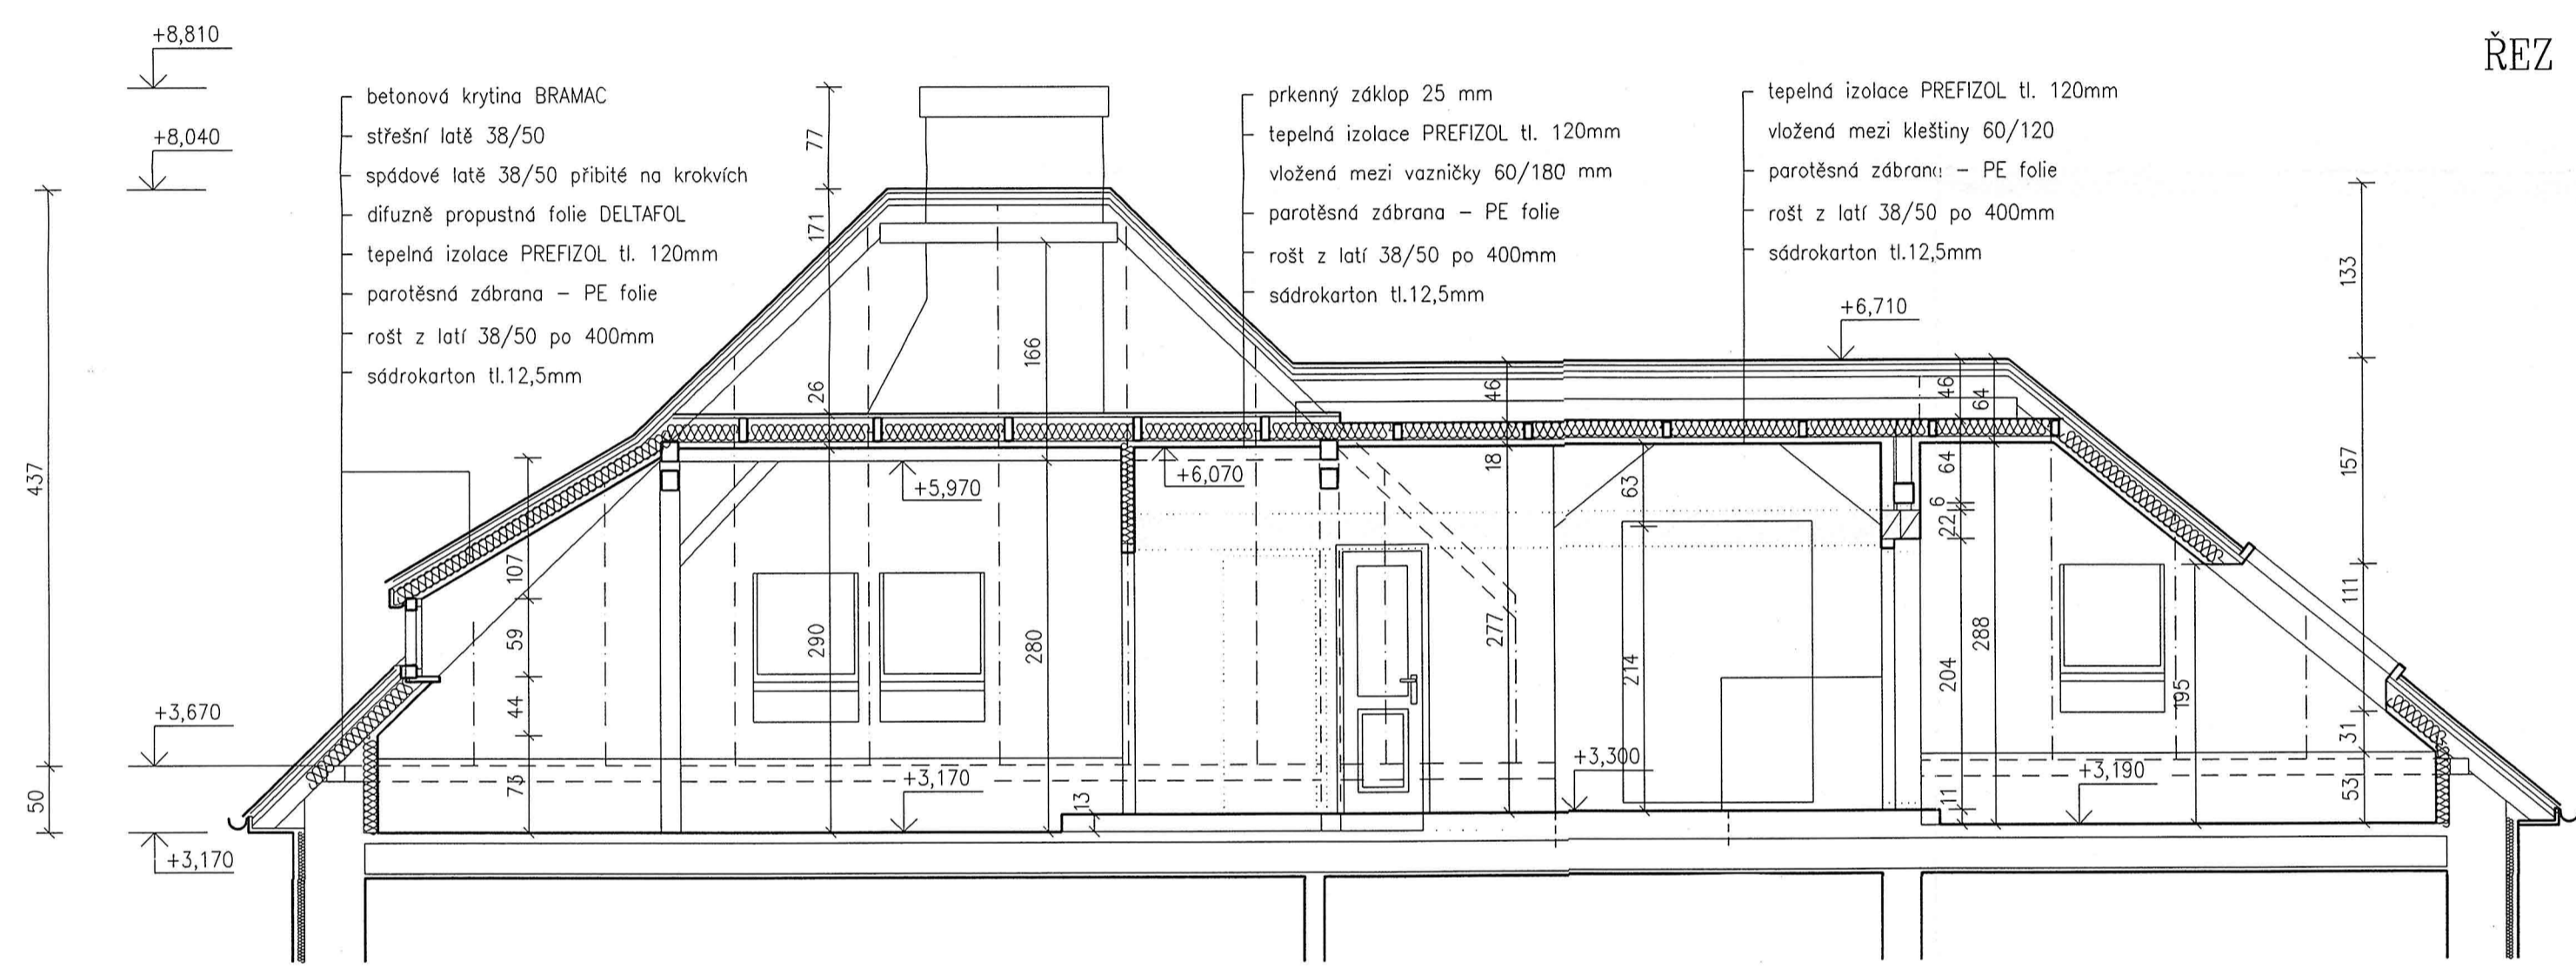 ŘEZ
+8,810
+8,040
betonová krytina BRAMAC
střešní latě 38/50
spádové latě 38/50 přibité na krokvích
difuzně propustná folie DELTAFOL
tepelná izolace PREFIZOL tl. 120mm
parotěsná zábrana – PE folie
rošt z latí 38/50 po 400mm
sádrokarton tl.12,5mm
prkenný záklop 25 mm
tepelná izolace PREFIZOL tl. 120mm
vložená mezi vazničky 60/180 mm
parotěsná zábrana – PE folie
rošt z latí 38/50 po 400mm
sádrokarton tl.12,5mm
tepelná izolace PREFIZOL tl. 120mm
vložená mezi kleštiny 60/120
parotěsná zábrana – PE folie
rošt z latí 38/50 po 400mm
sádrokarton tl.12,5mm
+6,710
437
50
+3,670
+3,170
107
59
44
73
77
171
26
290
166
280
+5,970
+6,070
+3,170
13
46
18
277
63
214
+3,300
46
64
6
22
204
11
64
288
195
+3,190
133
157
111
31
53